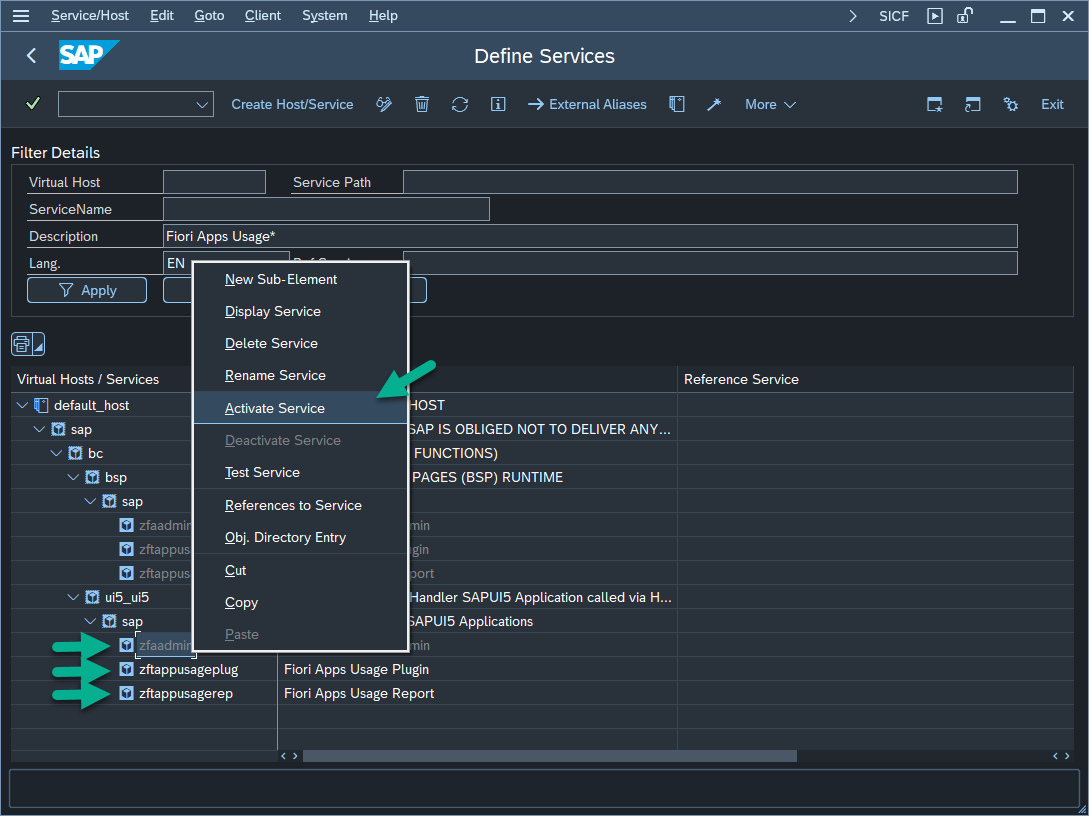 Service/Host Edit Goto Client System Help SICF
SAP Define Services
Create Host/Service External Aliases More Exit
Filter Details
Virtual Host Service Path
ServiceName
Description Fiori Apps Usage*
Lang. EN
Apply
New Sub-Element
Display Service
Delete Service
Rename Service
Activate Service
Deactivate Service
Test Service
References to Service
Obj. Directory Entry
Cut
Copy
Paste
Virtual Hosts / Services Reference Service
default_host HOST
sap SAP IS OBLIGED NOT TO DELIVER ANY...
bc FUNCTIONS)
bsp PAGES (BSP) RUNTIME
sap
zfaadmin min
zftappus gin
zftappus port
ui5_ui5 Handler SAPUI5 Application called via H...
sap SAPUI5 Applications
zfaadmin min
zftappusageplug Fiori Apps Usage Plugin
zftappusagerep Fiori Apps Usage Report